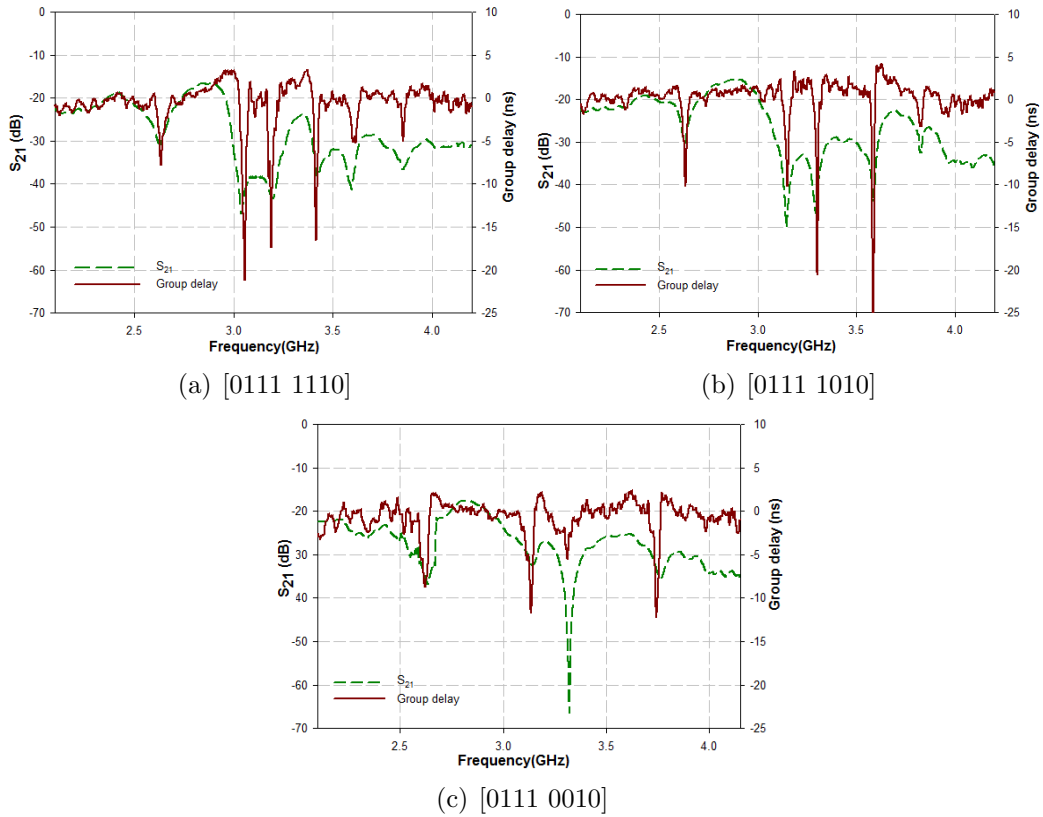 0
-10
-20
-30
-40
-50
-60
-70
S21 (dB)
10
5
0
-5
-10
-15
-20
-25
Group delay (ns)
S21
Group delay
2.5 3.0 3.5 4.0
Frequency(GHz)
(a) [0111 1110]
0
-10
-20
-30
-40
-50
-60
-70
S21 (dB)
10
5
0
-5
-10
-15
-20
-25
Group delay (ns)
S21
Group delay
2.5 3.0 3.5 4.0
Frequency(GHz)
(b) [0111 1010]
0
-10
-20
-30
-40
-50
-60
-70
S21 (dB)
10
5
0
-5
-10
-15
-20
-25
Group delay (ns)
S21
Group delay
2.5 3.0 3.5 4.0
Frequency(GHz)
(c) [0111 0010]